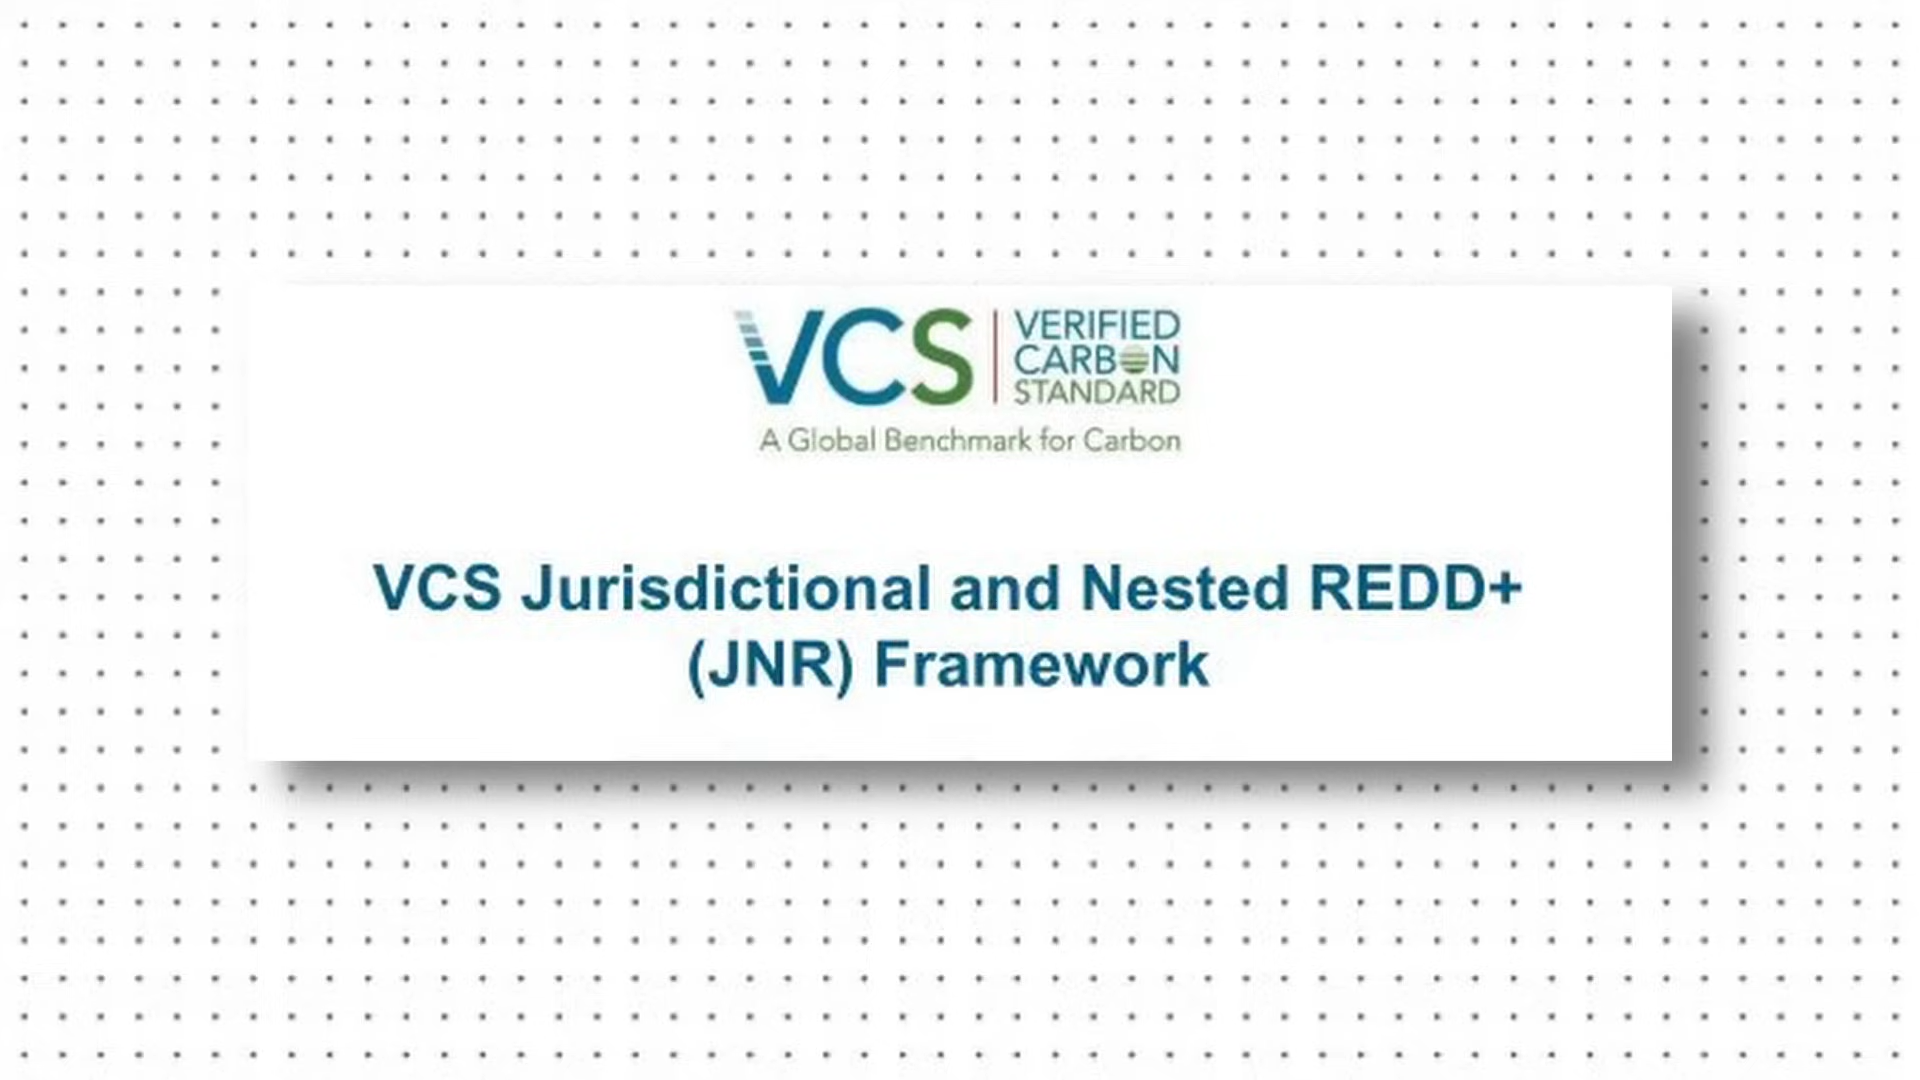 VCS
VERIFIED
CARBON
STANDARD
A Global Benchmark for Carbon
VCS Jurisdictional and Nested REDD+
(JNR) Framework